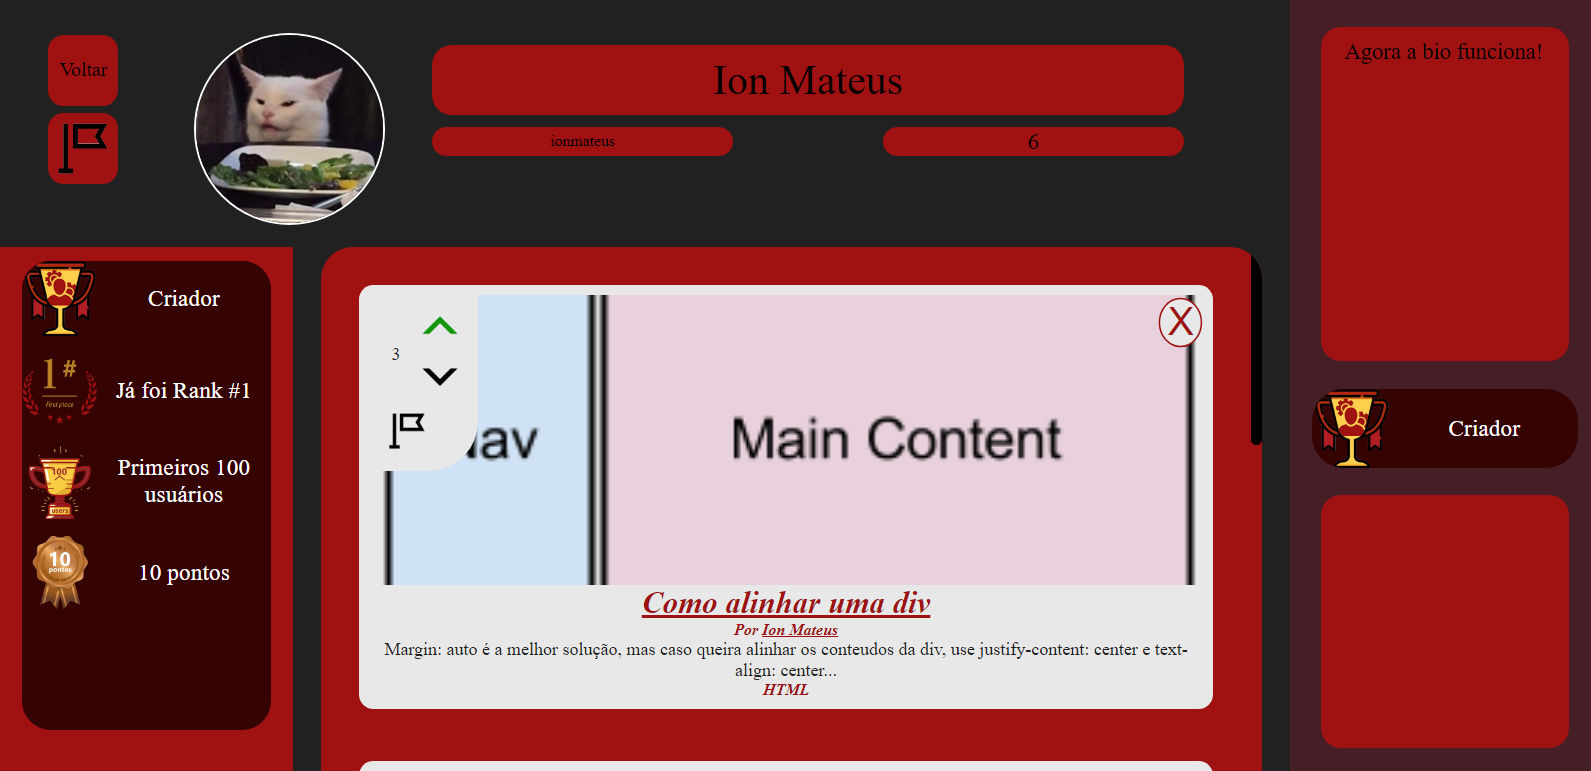 Voltar
Ion Mateus
ionmateus
6
Agora a bio funciona!
Criador
1#
First place
Já foi Rank #1
100
users
Primeiros 100
usuários
10
pontos
10 pontos
3
X
Main Content
Como alinhar uma div
Por Ion Mateus
Margin: auto é a melhor solução, mas caso queira alinhar os conteudos da div, use justify-content: center e text-
align: center...
HTML
Criador